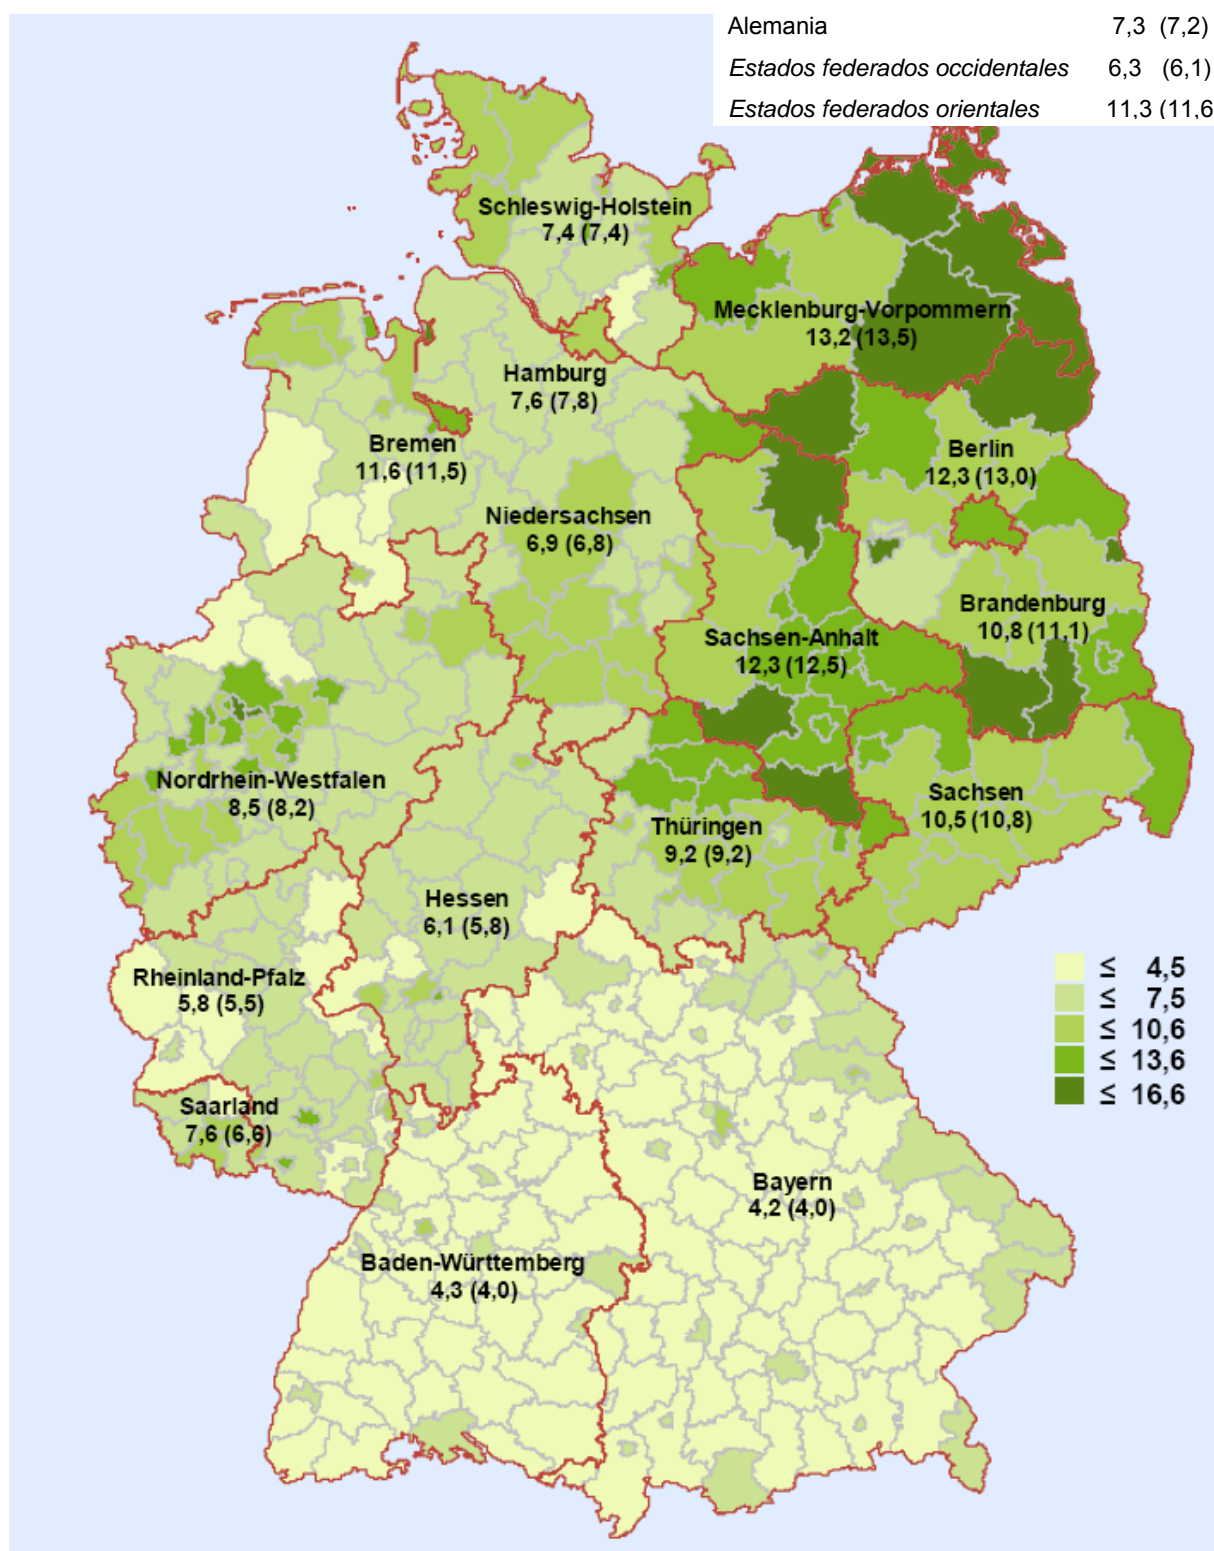 Alemania 7,3 (7,2)
Estados federados occidentales 6,3 (6,1)
Estados federados orientales 11,3 (11,6
Schleswig-Holstein
7,4 (7,4)
Mecklenburg-Vorpommern
13,2 (13,5)
Hamburg
7,6 (7,8)
Bremen
11,6 (11,5)
Berlin
12,3 (13,0)
Niedersachsen
6,9 (6,8)
Brandenburg
10,8 (11,1)
Sachsen-Anhalt
12,3 (12,5)
Nordrhein-Westfalen
8,5 (8,2)
Sachsen
10,5 (10,8)
Thüringen
9,2 (9,2)
Hessen
6,1 (5,8)
Rheinland-Pfalz
5,8 (5,5)
≤ 4,5
≤ 7,5
≤ 10,6
≤ 13,6
≤ 16,6
Saarland
7,6 (6,6)
Bayern
4,2 (4,0)
Baden-Württemberg
4,3 (4,0)